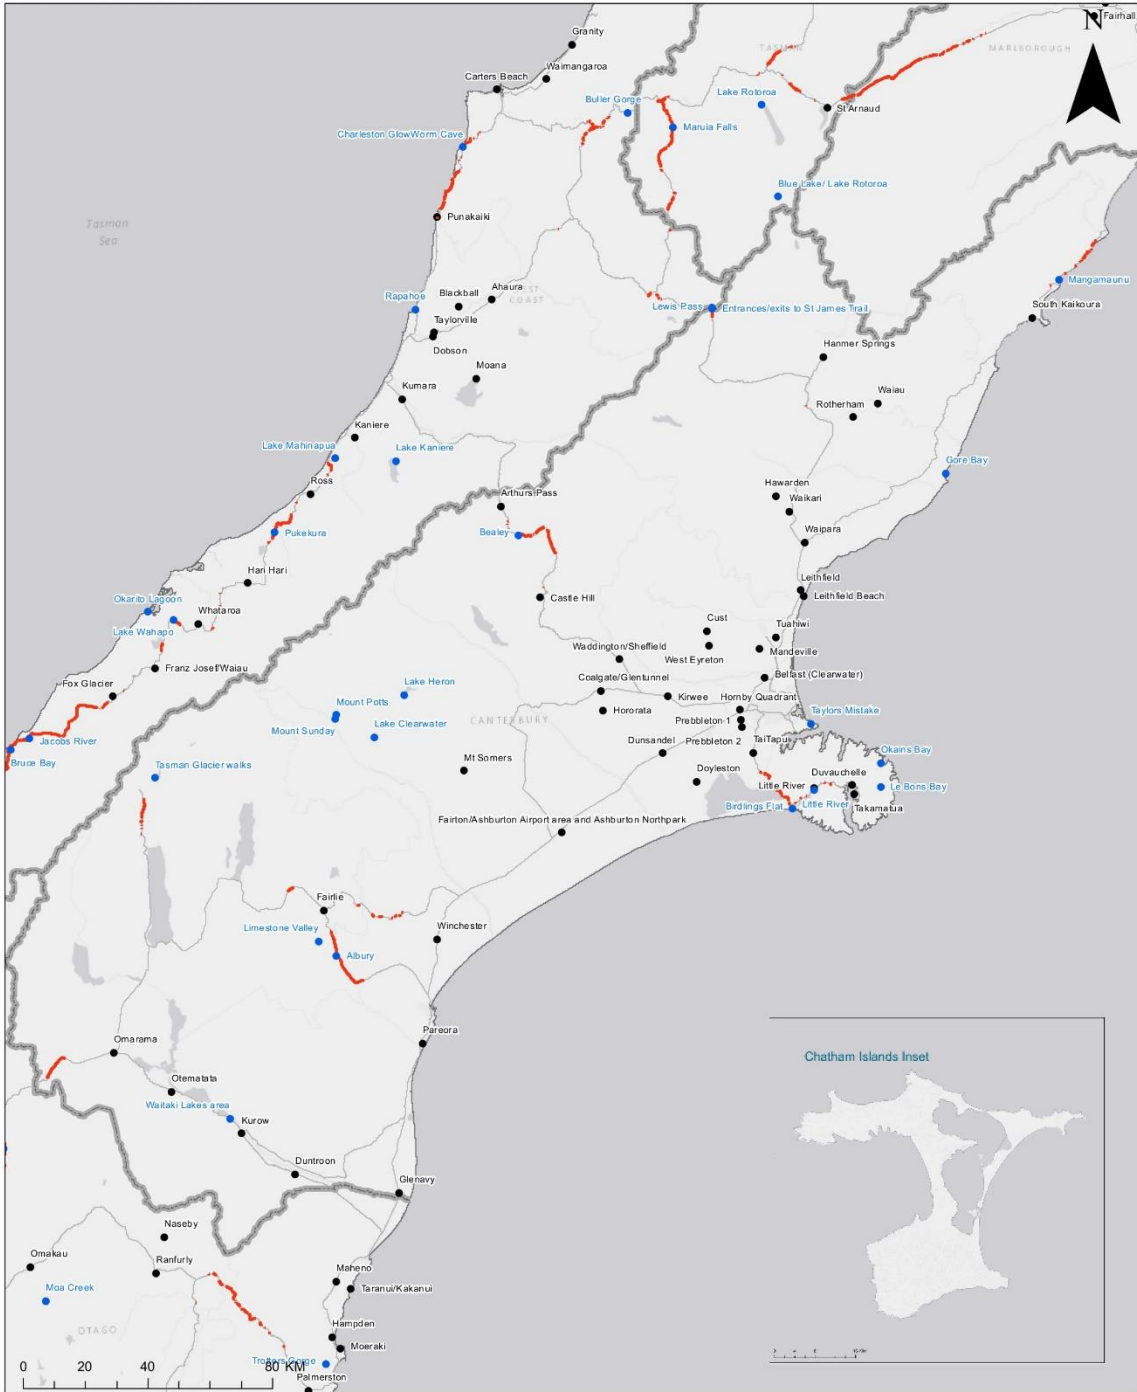 Fairhall
N
Granity
TASMAN
MARLBOROUGH
Waimangaroa
Carters Beach
Lake Rotoroa
Buller Gorge
St Arnaud
Maruia Falls
Charleston GlowWorm Cave
Blue Lake/ Lake Rotoroa
Punakaiki
Tasman
Sea
Mangamaunu
Ahaura
WEST
COAST
Blackball
Rapahoe
Lewis Pass
Entrances/exits to St James Trail
South Kaikoura
Taylorville
Dobson
Hanmer Springs
Moana
Kumara
Waiau
Rotherham
Kaniere
Lake Mahinapua
Lake Kaniere
Gore Bay
Ross
Arthurs Pass
Hawarden
Waikari
Pukekura
Bealey
Waipara
Hari Hari
Leithfield
Leithfield Beach
Okarito Lagoon
Castle Hill
Whataroa
Lake Wahapo
Cust
Tuahiwi
Waddington/Sheffield
West Eyreton
Mandeville
Franz Josef/Waiau
Coalgate/Glentunnel
Belfast (Clearwater)
Fox Glacier
Lake Heron
Kirwee
Hornby Quadrant
Mount Potts
Hororata
CANTERBURY
Prebbleton 1
Taylors Mistake
Mount Sunday
Lake Clearwater
Jacobs River
Bruce Bay
Dunsandel
Prebbleton 2
TaiTapu
Okains Bay
Tasman Glacier walks
Mt Somers
Doyleston
Little River
Duvauchelle
Le Bons Bay
Birdlings Flat
Little River
Takamatua
Fairton/Ashburton Airport area and Ashburton Northpark
Fairlie
Limestone Valley
Winchester
Albury
Omarama
Pareora
Chatham Islands Inset
Otematata
Waitaki Lakes area
Kurow
Duntroon
Glenavy
Naseby
Omakau
Ranfurly
Maheno
Moa Creek
Taranui/Kakanui
OTAGO
Hampden
Moeraki
Trotters Gorge
0 20 40 80 KM
Palmerston